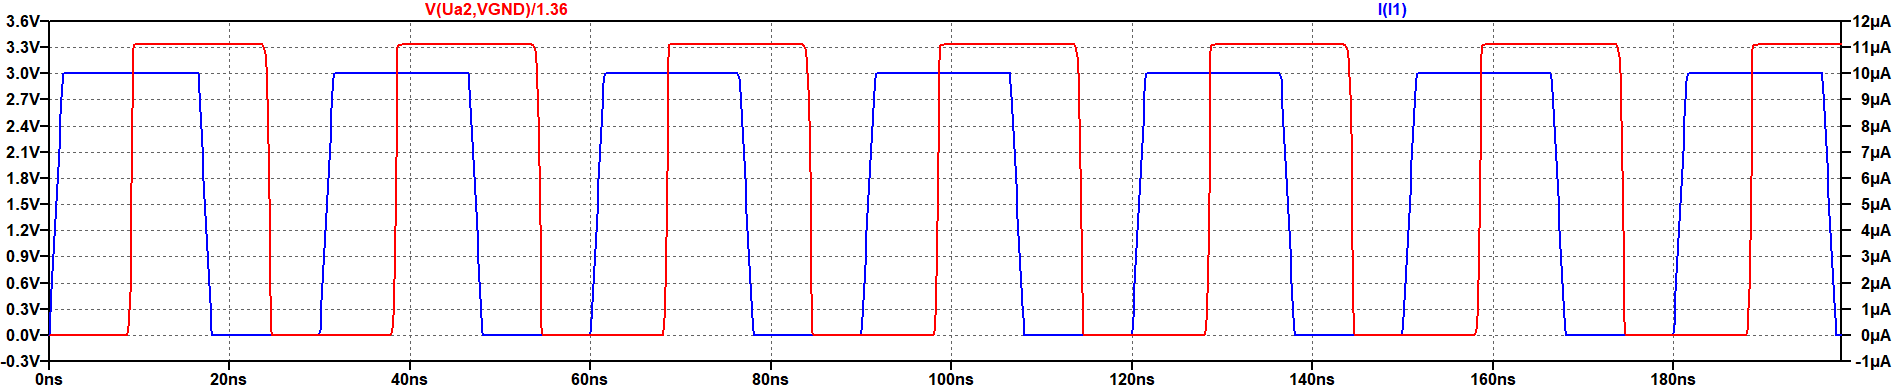 V(Ua2,VGND)/1.36 I(I1)
3.6V 12µA
3.3V 11µA
3.0V 10µA
2.7V 9µA
2.4V 8µA
2.1V 7µA
1.8V 6µA
1.5V 5µA
1.2V 4µA
0.9V 3µA
0.6V 2µA
0.3V 1µA
0.0V 0µA
-0.3V -1µA
0ns 20ns 40ns 60ns 80ns 100ns 120ns 140ns 160ns 180ns